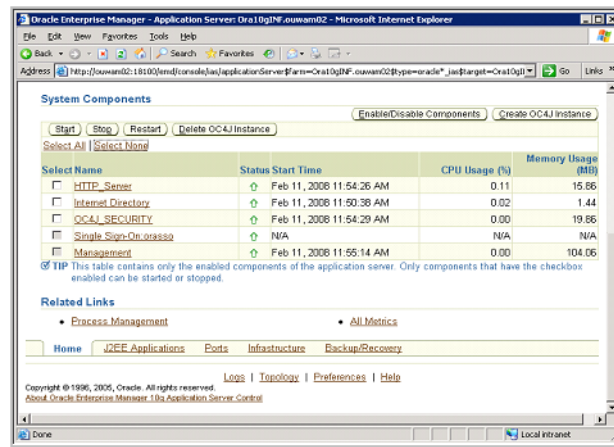 Oracle Enterprise Manager - Application Server: Ora10gINF.ouwam02 - Microsoft Internet Explorer
File Edit View Favorites Tools Help
Back Search Favorites
Address http://ouwam02:18100/emd/console/ias/applicationServer$farm=Ora10gINF.ouwam02$type=oracle*_ias$target=Ora10gI Go Links »
System Components
Enable/Disable Components Create OC4J Instance
Start Stop Restart Delete OC4J Instance
Select All | Select None
Select Name Status Start Time CPU Usage (%) Memory Usage (MB)
HTTP_Server Feb 11, 2008 11:54:26 AM 0.11 15.86
Internet Directory Feb 11, 2008 11:50:38 AM 0.02 1.44
OC4J_SECURITY Feb 11, 2008 11:54:29 AM 0.00 19.86
Single Sign-On:orasso N/A N/A N/A
Management Feb 11, 2008 11:55:14 AM 0.00 104.06
TIP This table contains only the enabled components of the application server. Only components that have the checkbox
enabled can be started or stopped.
Related Links
• Process Management • All Metrics
Home J2EE Applications Ports Infrastructure Backup/Recovery
Logs | Topology | Preferences | Help
Copyright © 1996, 2005, Oracle. All rights reserved.
About Oracle Enterprise Manager 10g Application Server Control
Done Local intranet